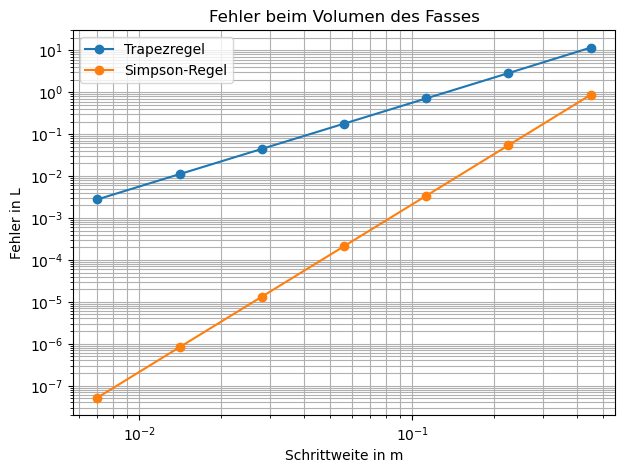 Fehler beim Volumen des Fasses
Trapezregel
Simpson-Regel
10¹
10⁰
10⁻¹
10⁻²
10⁻³
10⁻⁴
10⁻⁵
10⁻⁶
10⁻⁷
Fehler in L
10⁻² 10⁻¹
Schrittweite in m